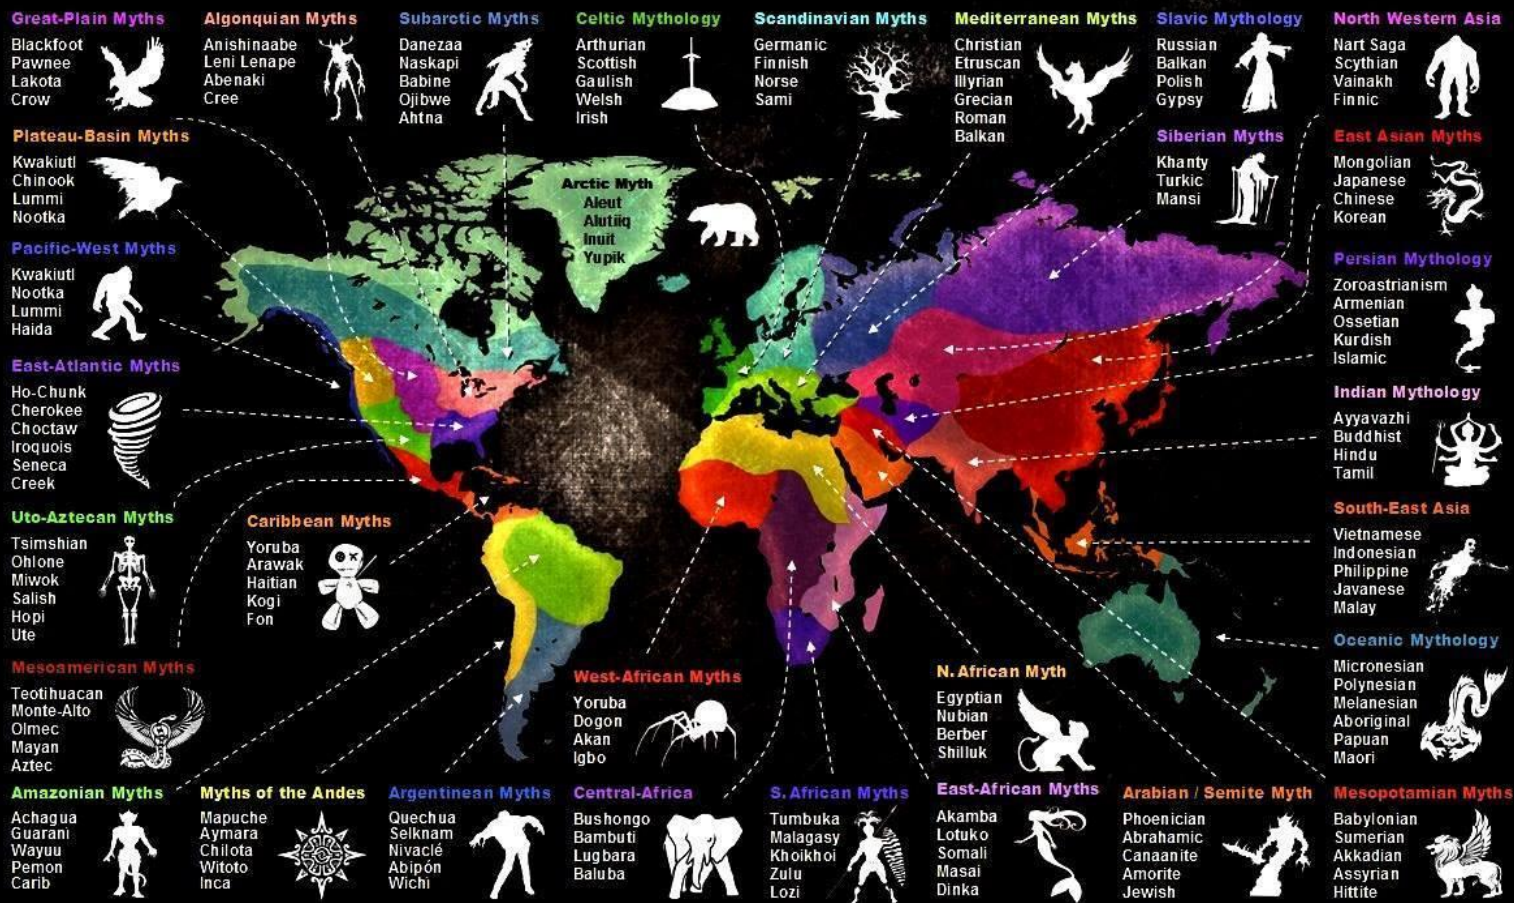 Great-Plain Myths
Blackfoot
Pawnee
Lakota
Crow
Algonquian Myths
Anishinaabe
Leni Lenape
Abenaki
Cree
Subarctic Myths
Danezaa
Naskapi
Babine
Ojibwe
Ahtna
Celtic Mythology
Arthurian
Scottish
Gaulish
Welsh
Irish
Scandinavian Myths
Germanic
Finnish
Norse
Sami
Mediterranean Myths
Christian
Etruscan
Illyrian
Grecian
Roman
Balkan
Slavic Mythology
Russian
Balkan
Polish
Gypsy
North Western Asia
Nart Saga
Scythian
Vainakh
Finnic
Plateau-Basin Myths
Kwakiutl
Chinook
Lummi
Nootka
Siberian Myths
Khanty
Turkic
Mansi
East Asian Myths
Mongolian
Japanese
Chinese
Korean
Arctic Myth
Aleut
Alutiiq
Inuit
Yupik
Pacific-West Myths
Kwakiutl
Nootka
Lummi
Haida
Persian Mythology
Zoroastrianism
Armenian
Ossetian
Kurdish
Islamic
East-Atlantic Myths
Ho-Chunk
Cherokee
Choctaw
Iroquois
Seneca
Creek
Indian Mythology
Ayyavazhi
Buddhist
Hindu
Tamil
Uto-Aztecan Myths
Tsimshian
Ohlone
Miwok
Salish
Hopi
Ute
Caribbean Myths
Yoruba
Arawak
Haitian
Kogi
Fon
South-East Asia
Vietnamese
Indonesian
Philippine
Javanese
Malay
Mesoamerican Myths
Teotihuacan
Monte-Alto
Olmec
Mayan
Aztec
West-African Myths
Yoruba
Dogon
Akan
Igbo
N.African Myth
Egyptian
Nubian
Berber
Shilluk
Oceanic Mythology
Micronesian
Polynesian
Melanesian
Aboriginal
Papuan
Maori
Amazonian Myths
Achagua
Guarani
Wayuu
Pemon
Carib
Myths of the Andes
Mapuche
Aymara
Chilota
Witoto
Inca
Argentinean Myths
Quechua
Selknam
Nivaclé
Abipón
Wichi
Central-Africa
Bushongo
Bambuti
Lugbara
Baluba
S.African Myths
Tumbuka
Malagasy
Khoikhoi
Zulu
Lozi
East-African Myths
Akamba
Lotuko
Somali
Masai
Dinka
Arabian / Semite Myth
Phoenician
Abrahamic
Canaanite
Amorite
Jewish
Mesopotamian Myths
Babylonian
Sumerian
Akkadian
Assyrian
Hittite